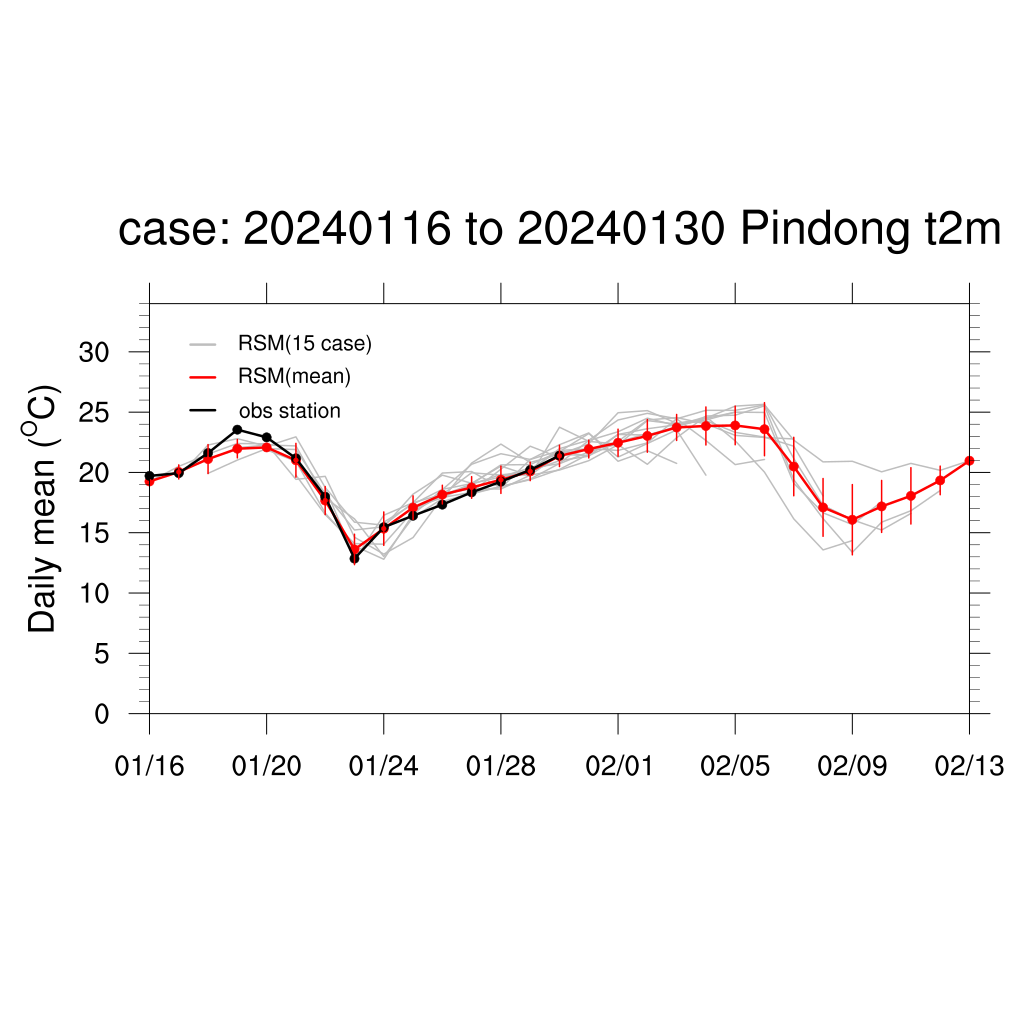 case: 20240116 to 20240130 Pindong t2m
RSM(15 case)
RSM(mean)
obs station
Daily mean (°C)
30
25
20
15
10
5
0
01/16 01/20 01/24 01/28 02/01 02/05 02/09 02/13